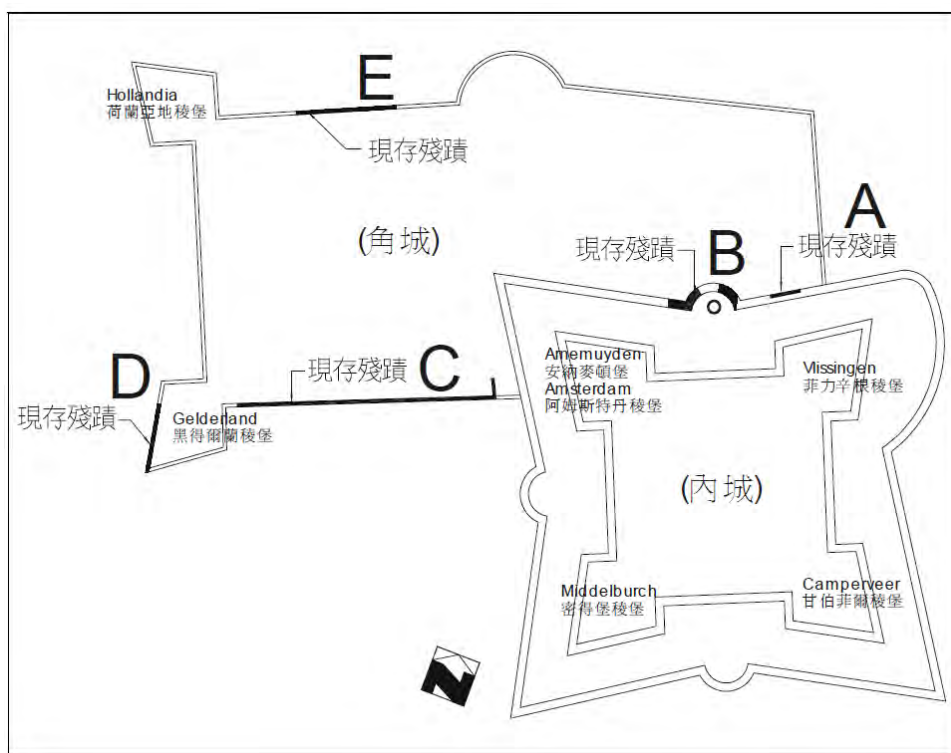 E
Hollandia
荷蘭亞地稜堡
現存殘蹟
(角城)
A
現存殘蹟
B
現存殘蹟
D
現存殘蹟
C
現存殘蹟
Gelderland
黑得爾蘭稜堡
Arnemuyden
安納麥頓堡
Amsterdam
阿姆斯特丹稜堡
Vlissingen
菲力辛根稜堡
(內城)
Middelburch
密得堡稜堡
Camperveer
甘伯菲爾稜堡